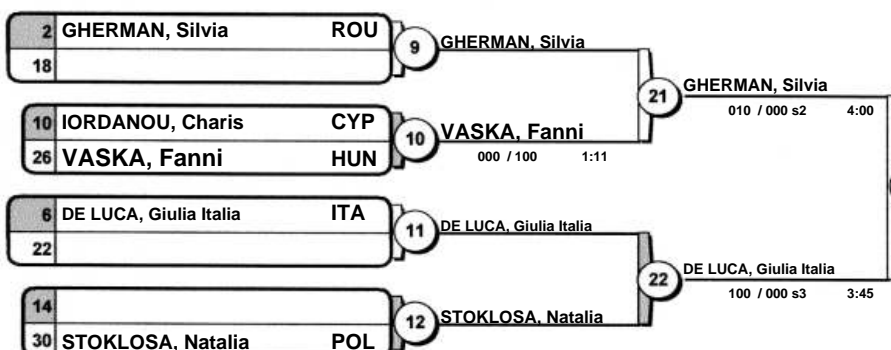 2 GHERMAN, Silvia ROU
18
9
GHERMAN, Silvia
10 IORDANOU, Charis CYP
26 VASKA, Fanni HUN
10
VASKA, Fanni
000 / 100 1:11
21
GHERMAN, Silvia
010 / 000 s2 4:00
6 DE LUCA, Giulia Italia ITA
22
11
DE LUCA, Giulia Italia
14
30 STOKLOSA, Natalia POL
12
STOKLOSA, Natalia
22
DE LUCA, Giulia Italia
100 / 000 s3 3:45